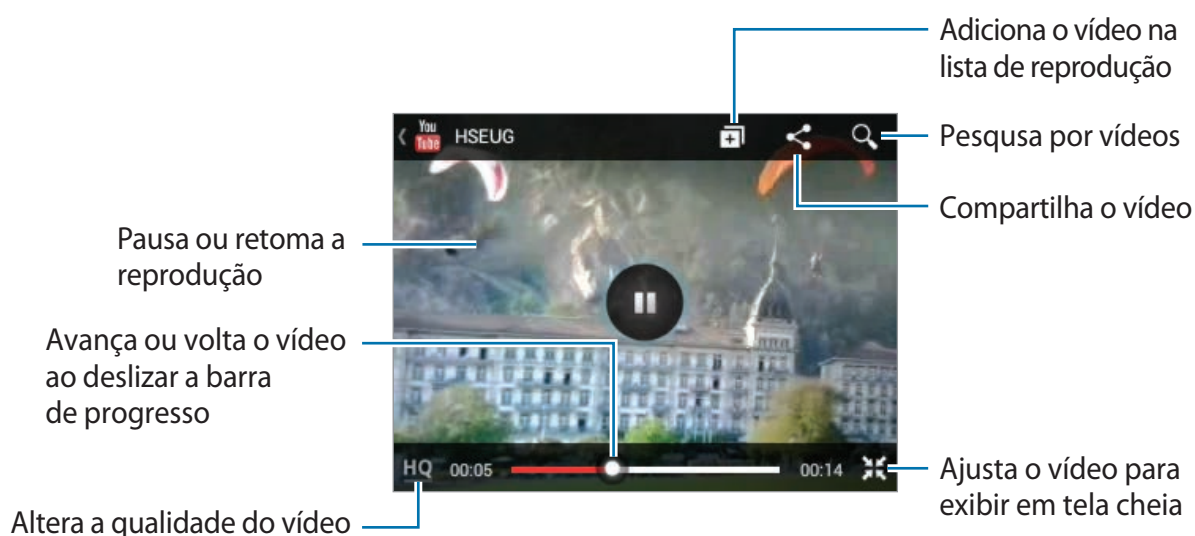 Adiciona o vídeo na
lista de reprodução
You
Tube
HSEUG
Pesqusa por vídeos
Compartilha o vídeo
Pausa ou retoma a
reprodução
Avança ou volta o vídeo
ao deslizar a barra
de progresso
HQ 00:05 00:14
Ajusta o vídeo para
exibir em tela cheia
Altera a qualidade do vídeo